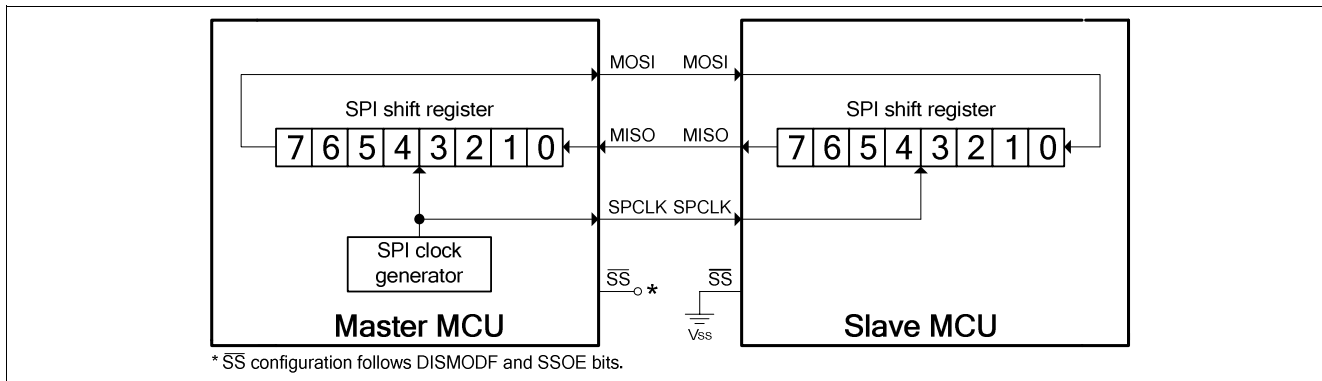 MOSI MOSI
SPI shift register SPI shift register
MISO MISO
7 6 5 4 3 2 1 0 7 6 5 4 3 2 1 0
SPCLK SPCLK
SPI clock
generator
SS * SS
Vss
Master MCU Slave MCU
* SS configuration follows DISMODF and SSOE bits.